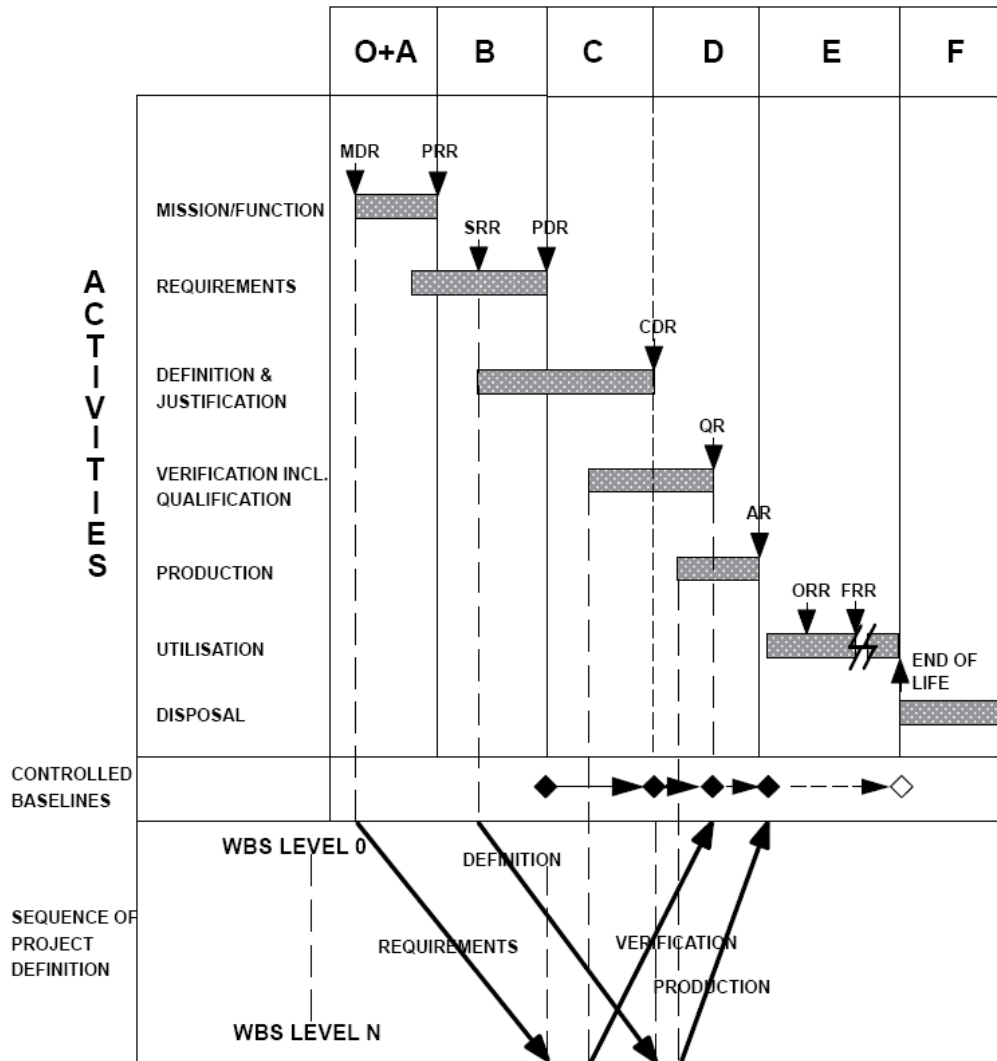 O+A B C D E F
MDR PRR
MISSION/FUNCTION
SRR PDR
REQUIREMENTS
CDR
DEFINITION &
JUSTIFICATION
QR
VERIFICATION INCL.
QUALIFICATION
AR
PRODUCTION
ORR FRR
UTILISATION
END OF
LIFE
DISPOSAL
ACTIVITIES
CONTROLLED
BASELINES
WBS LEVEL 0
DEFINITION
SEQUENCE OF
PROJECT
DEFINITION
REQUIREMENTS
VERIFICATION
PRODUCTION
WBS LEVEL N